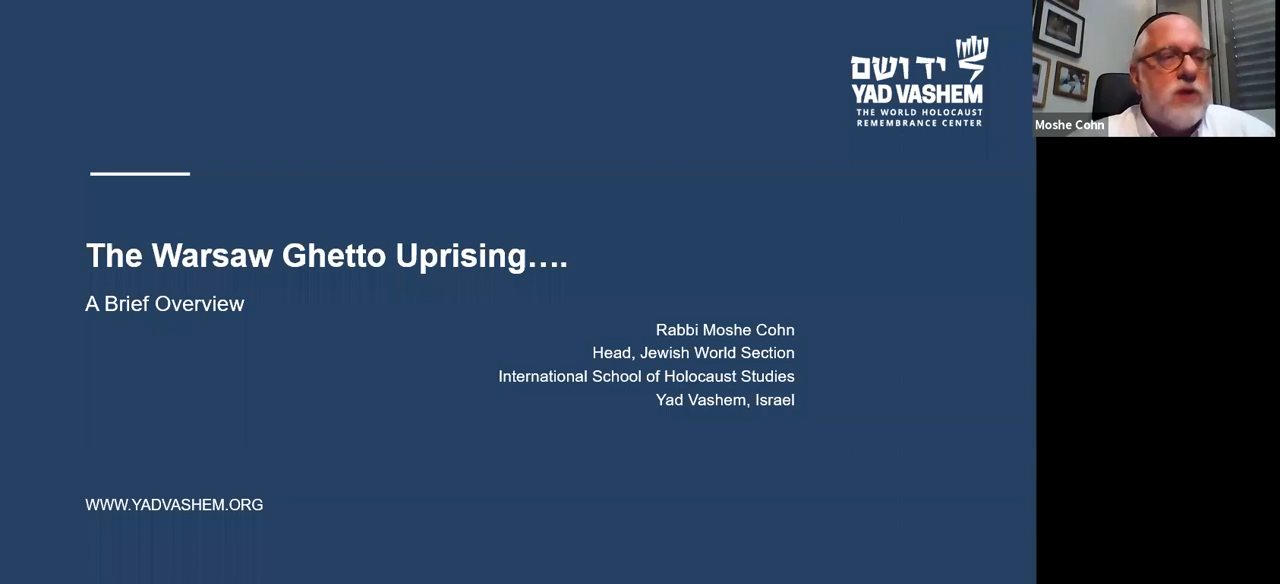 יד ושם
YAD VASHEM
THE WORLD HOLOCAUST
REMEMBRANCE CENTER
Moshe Cohn
The Warsaw Ghetto Uprising....
A Brief Overview
Rabbi Moshe Cohn
Head, Jewish World Section
International School of Holocaust Studies
Yad Vashem, Israel
WWW.YADVASHEM.ORG